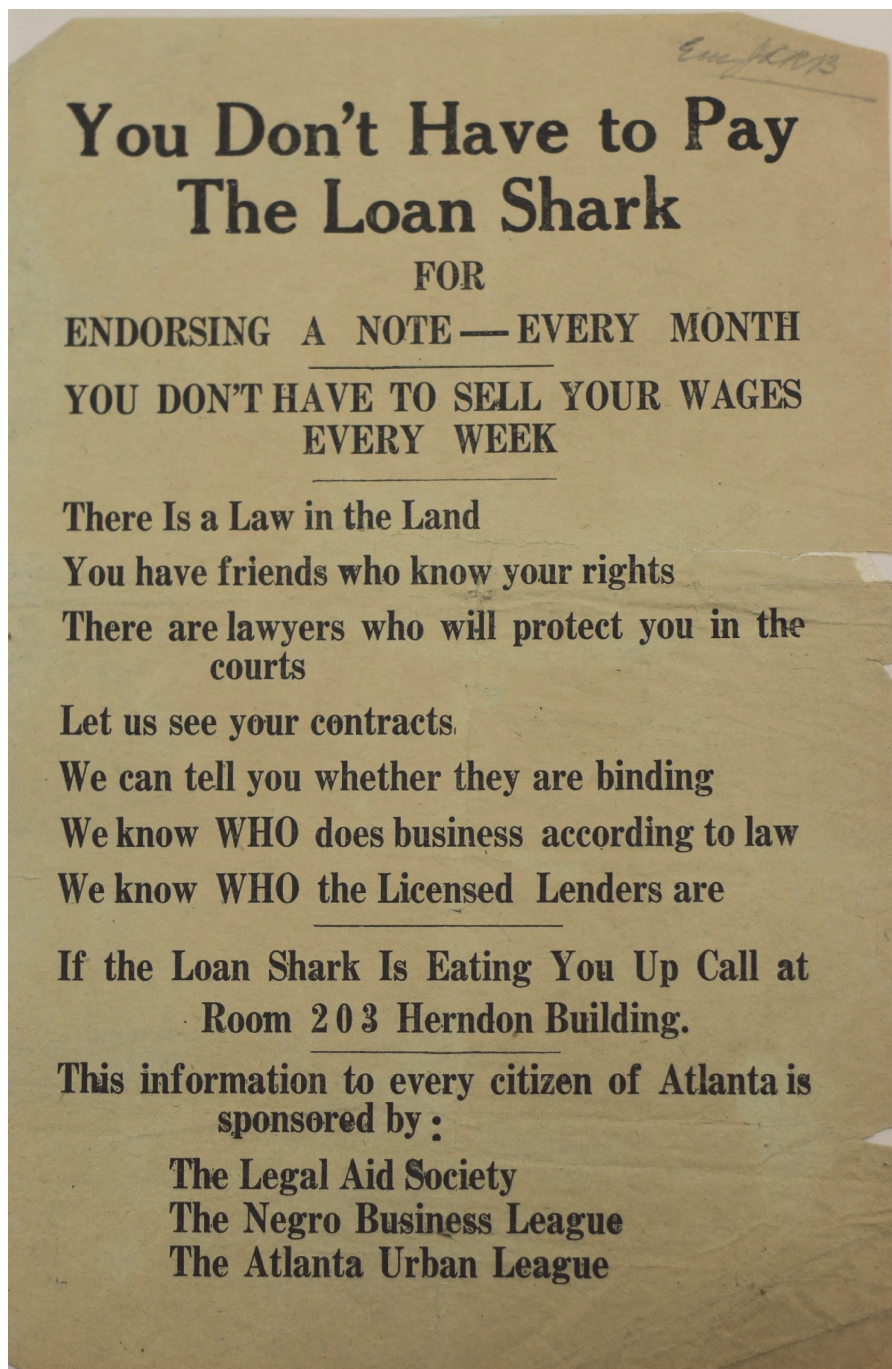 You Don't Have to Pay
The Loan Shark
FOR
ENDORSING A NOTE — EVERY MONTH
YOU DON'T HAVE TO SELL YOUR WAGES
EVERY WEEK
There Is a Law in the Land
You have friends who know your rights
There are lawyers who will protect you in the
courts
Let us see your contracts.
We can tell you whether they are binding
We know WHO does business according to law
We know WHO the Licensed Lenders are
If the Loan Shark Is Eating You Up Call at
Room 203 Herndon Building.
This information to every citizen of Atlanta is
sponsored by :
The Legal Aid Society
The Negro Business League
The Atlanta Urban League